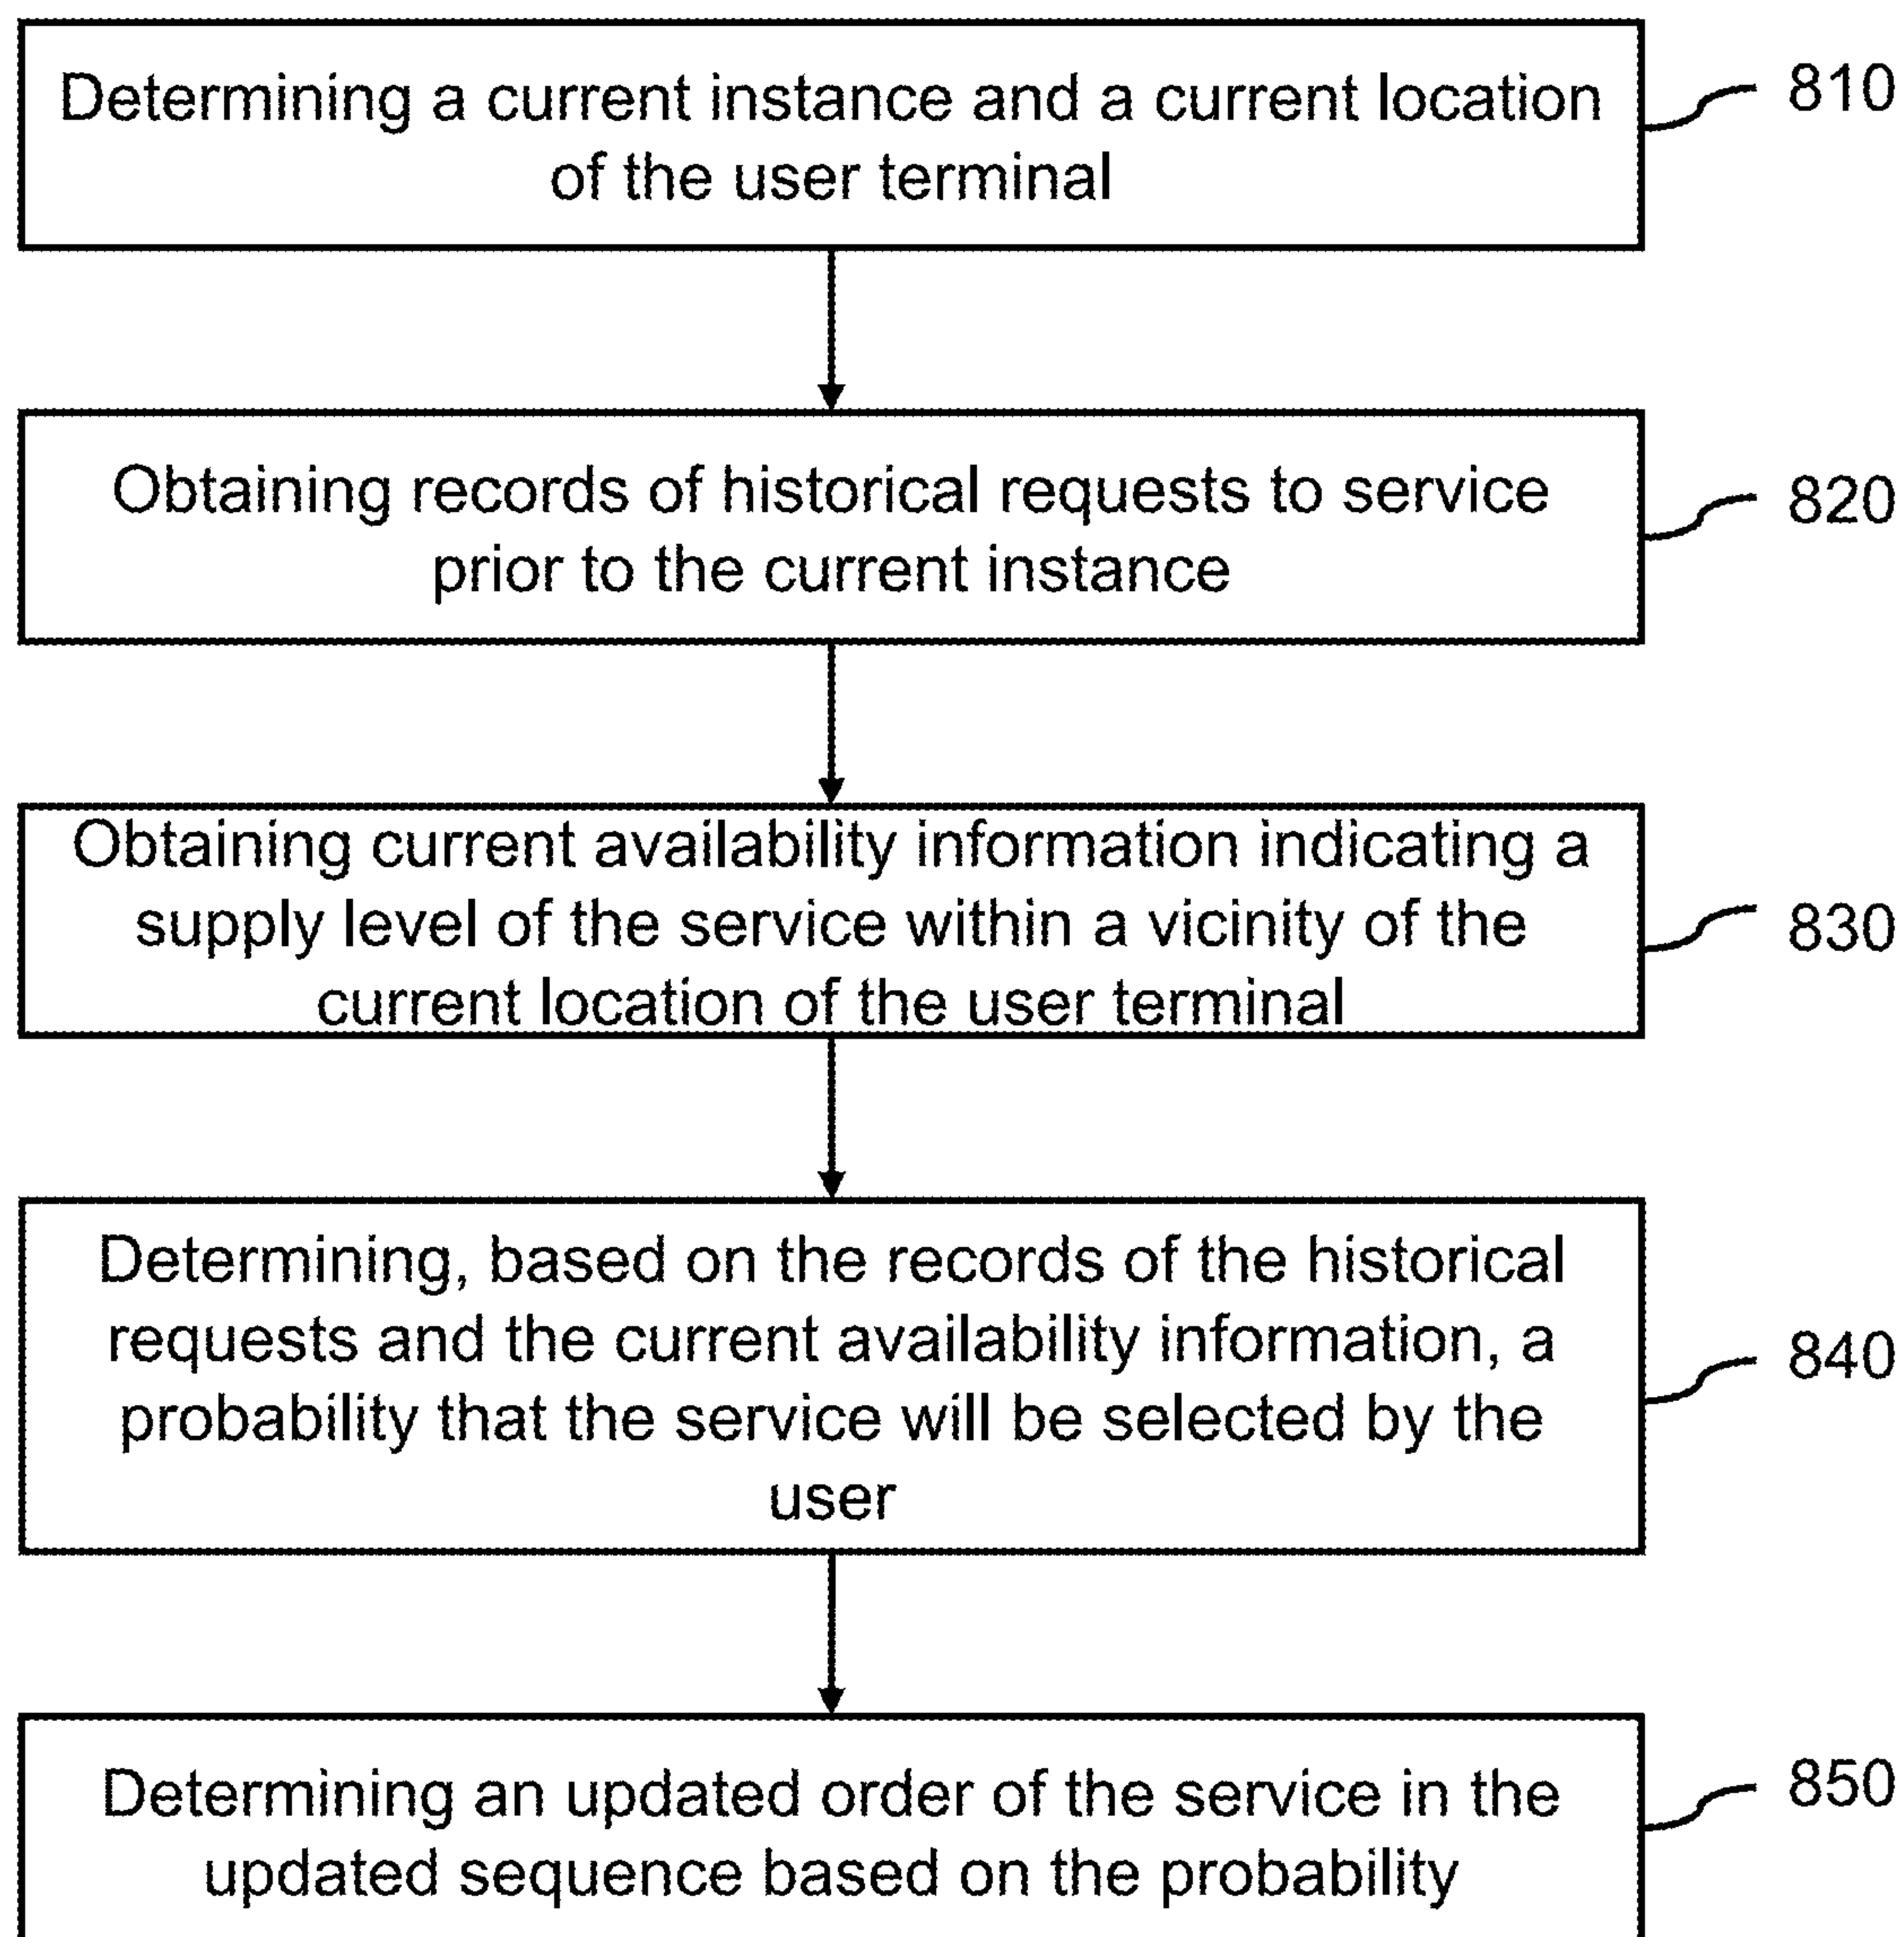 Determining a current instance and a current location
of the user terminal
810
Obtaining records of historical requests to service
prior to the current instance
820
Obtaining current availability information indicating a
supply level of the service within a vicinity of the
current location of the user terminal
830
Determining, based on the records of the historical
requests and the current availability information, a
probability that the service will be selected by the
user
840
Determining an updated order of the service in the
updated sequence based on the probability
850